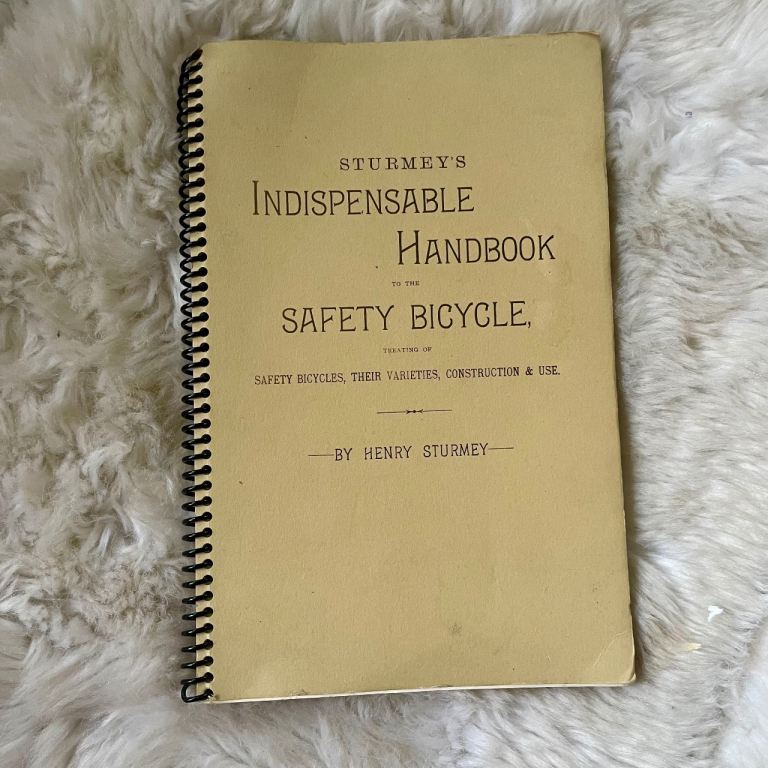 STURMEY'S
INDISPENSABLE
HANDBOOK
TO THE
SAFETY BICYCLE,
TREATING OF
SAFETY BICYCLES, THEIR VARIETIES, CONSTRUCTION & USE.
—BY HENRY STURMEY—